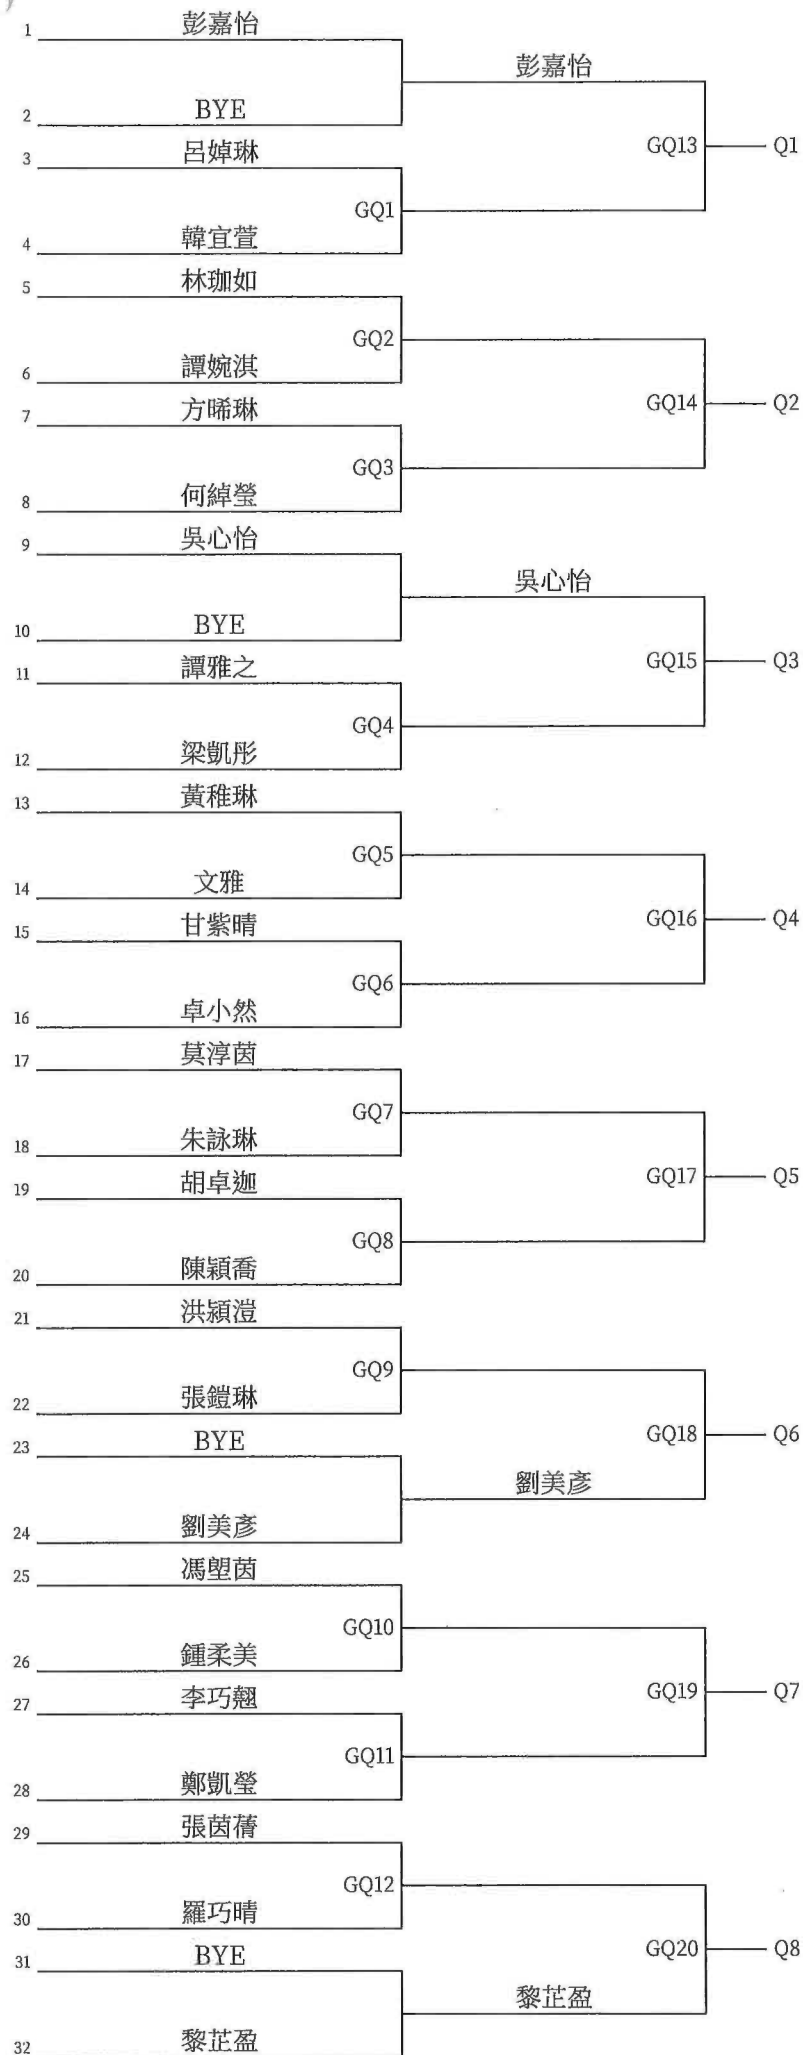 1 彭嘉怡
彭嘉怡
2 BYE
GQ13 Q1
3 呂婥琳
GQ1
4 韓宜萱
5 林珈如
GQ2
6 譚婉淇
GQ14 Q2
7 方晞琳
GQ3
8 何綽瑩
9 吳心怡
吳心怡
10 BYE
GQ15 Q3
11 譚雅之
GQ4
12 梁凱彤
13 黃稚琳
GQ5
14 文雅
GQ16 Q4
15 甘紫晴
GQ6
16 卓小然
17 莫淳茵
GQ7
18 朱詠琳
GQ17 Q5
19 胡卓迦
GQ8
20 陳穎喬
21 洪潁澄
GQ9
22 張鎧琳
GQ18 Q6
23 BYE
劉美彥
24 劉美彥
25 馮塱茵
GQ10
26 鍾柔美
GQ19 Q7
27 李巧翹
GQ11
28 鄭凱瑩
29 張茵蒨
GQ12
30 羅巧晴
GQ20 Q8
31 BYE
黎芷盈
32 黎芷盈